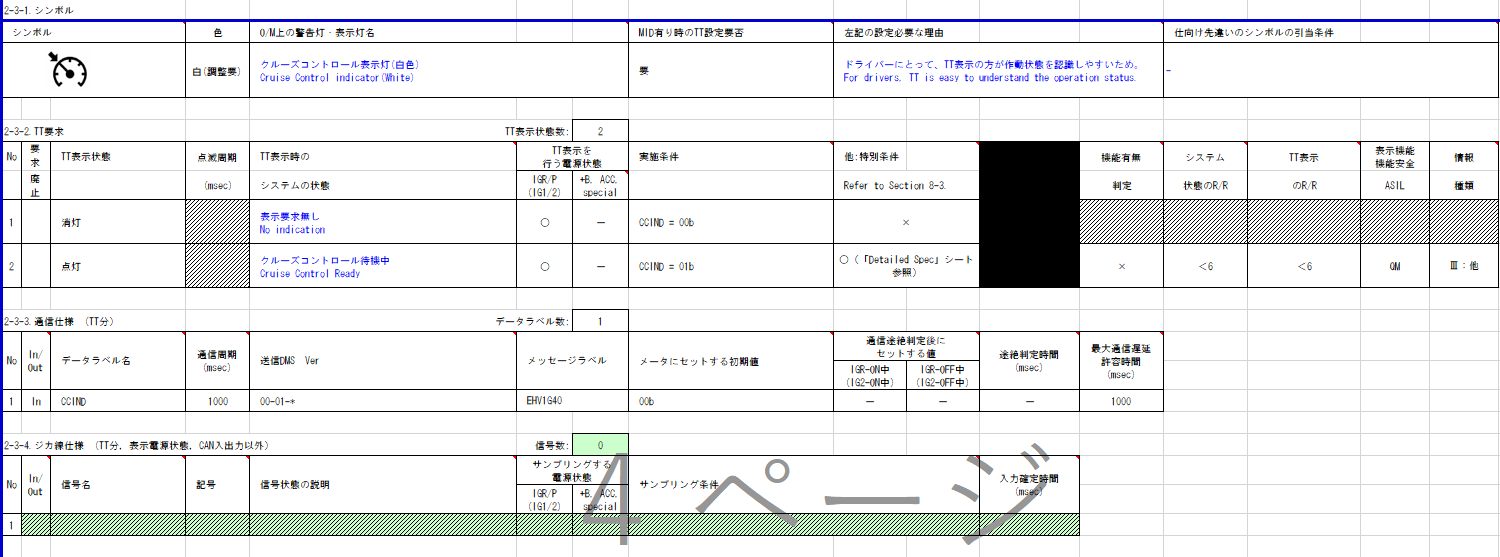 2-3-1. シンボル
シンボル 色 O/M上の警告灯・表示灯名 MID有り時のTT設定要否 左記の設定必要な理由 仕向け先違いのシンボルの引当条件
白(調整要) クルーズコントロール表示灯(白色) 要 ドライバーにとって、TT表示の方が作動状態を認識しやすいため。 -
Cruise Control indicator(White) For drivers, TT is easy to understand the operation status.
2-3-2. TT要求 TT表示状態数: 2
No 要求 TT表示状態 点滅周期 TT表示時の TT表示を行う電源状態 実施条件 他:特別条件 機能有無 システム TT表示 表示機能機能安全 情報
廃止 (msec) システムの状態 IGR/P (IG1/2) +B, ACC, special Refer to Section 8-3. 判定 状態のR/R のR/R ASIL 種類
1 消灯 表示要求無し ○ － CCIND = 00b ×
No indication
2 点灯 クルーズコントロール待機中 ○ － CCIND = 01b ○（「Detailed Spec」シート参照） × <6 <6 QM Ⅲ：他
Cruise Control Ready
2-3-3. 通信仕様 （TT分） データラベル数: 1
No In/Out データラベル名 通信周期 (msec) 送信DMS Ver メッセージラベル メータにセットする初期値 通信途絶判定後にセットする値 途絶判定時間 (msec) 最大通信遅延許容時間 (msec)
IGR-ON中 (IG2-ON中) IGR-OFF中 (IG2-OFF中)
1 In CCIND 1000 00-01-* EHV1G40 00b － － － 1000
2-3-4. ジカ線仕様 （TT分, 表示電源状態, CAN入出力以外） 信号数: 0
No In/Out 信号名 記号 信号状態の説明 サンプリングする電源状態 サンプリング条件 入力確定時間 (msec)
IGR/P (IG1/2) +B, ACC, special
1
4 ページ